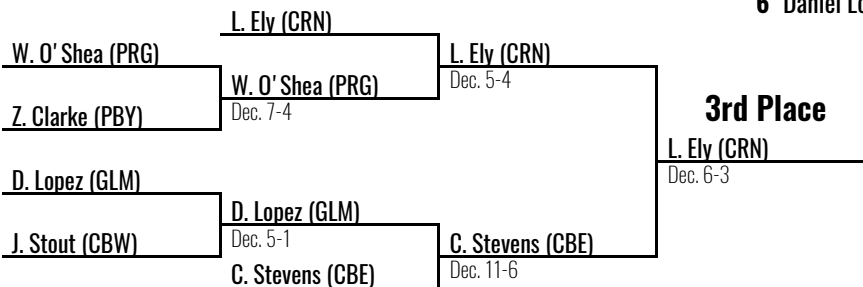 6 Daniel
L. Ely (CRN)
W. O'Shea (PRG)
L. Ely (CRN)
Dec. 5-4
W. O'Shea (PRG)
Dec. 7-4
Z. Clarke (PBY)
3rd Place
L. Ely (CRN)
Dec. 6-3
D. Lopez (GLM)
D. Lopez (GLM)
Dec. 5-1
J. Stout (CBW)
C. Stevens (CBE)
Dec. 11-6
C. Stevens (CBE)